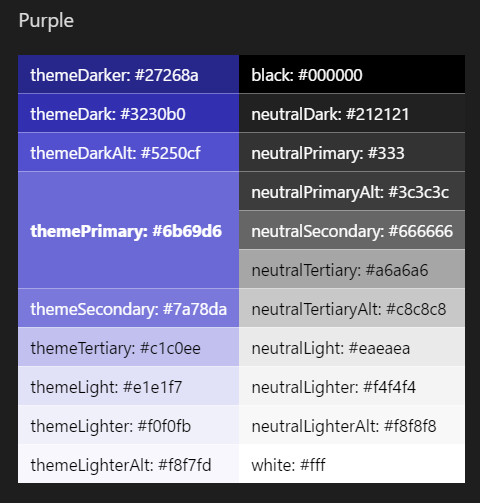 Purple
themeDarker: #27268a
black: #000000
themeDark: #3230b0
neutralDark: #212121
themeDarkAlt: #5250cf
neutralPrimary: #333
neutralPrimaryAlt: #3c3c3c
themePrimary: #6b69d6
neutralSecondary: #666666
neutralTertiary: #a6a6a6
themeSecondary: #7a78da
neutralTertiaryAlt: #c8c8c8
themeTertiary: #c1c0ee
neutralLight: #eaeaea
themeLight: #e1e1f7
neutralLighter: #f4f4f4
themeLighter: #f0f0fb
neutralLighterAlt: #f8f8f8
themeLighterAlt: #f8f7fd
white: #fff